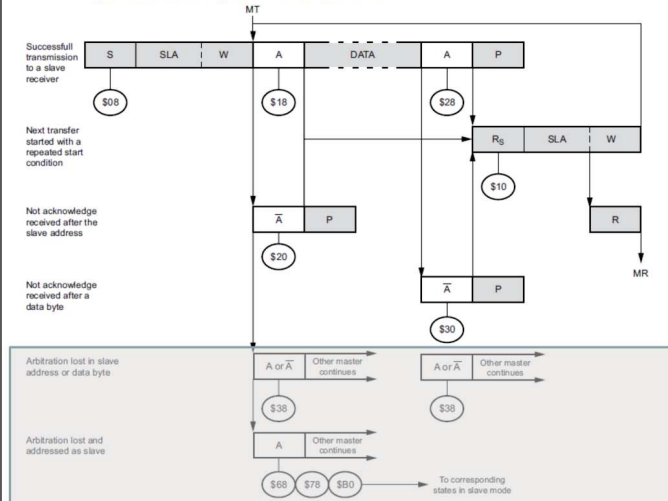 MT
Successfull
transmission
to a slave
receiver
S SLA W A DATA A P
$08 $18 $28
Next transfer
started with a
repeated start
condition
RS SLA W
$10
Not acknowledge
received after the
slave address
A̅ P R
$20
MR
Not acknowledge
received after a
data byte
A̅ P
$30
Arbitration lost in slave
address or data byte
A or A̅ Other master
continues
A or A̅ Other master
continues
$38 $38
Arbitration lost and
addressed as slave
A Other master
continues
$68 $78 $B0
To corresponding
states in slave mode